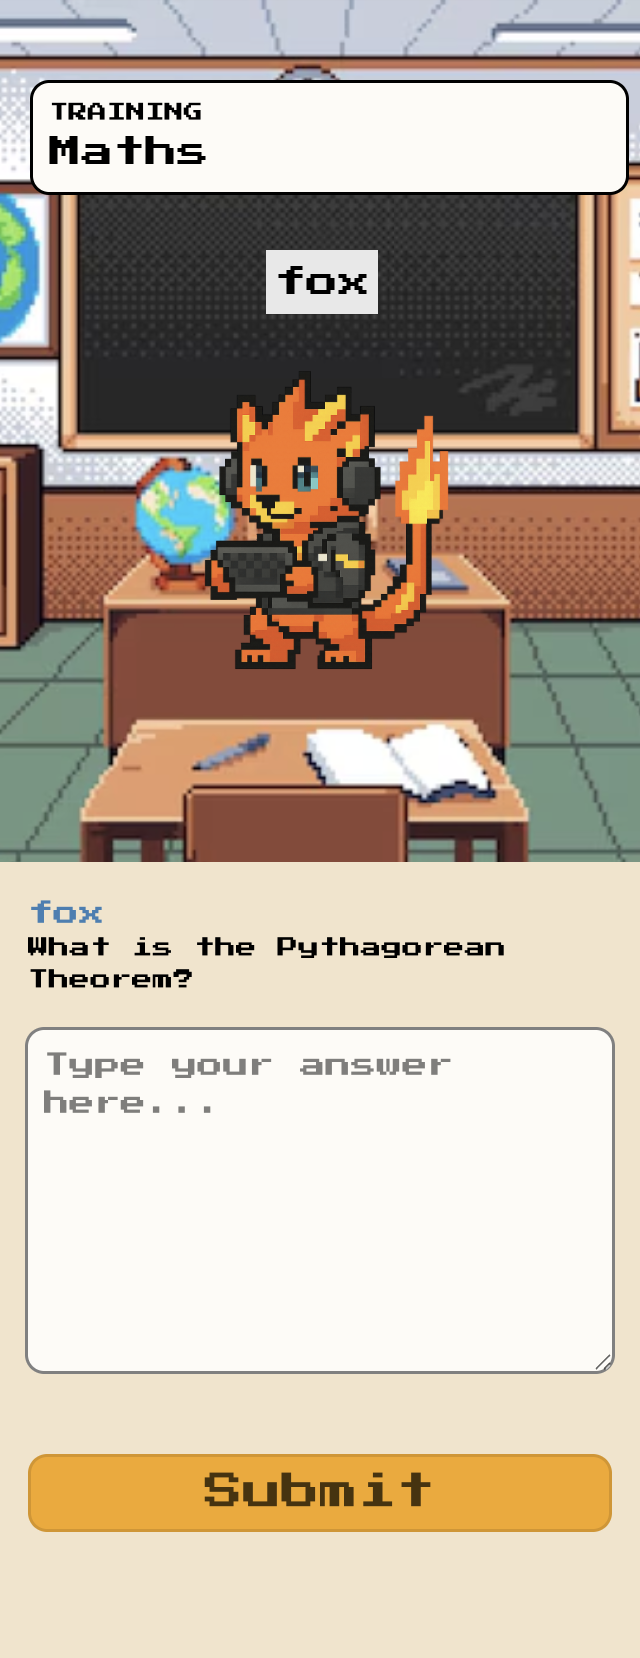 TRAINING
Maths
fox
fox
What is the Pythagorean
Theorem?
Type your answer
here...
Submit